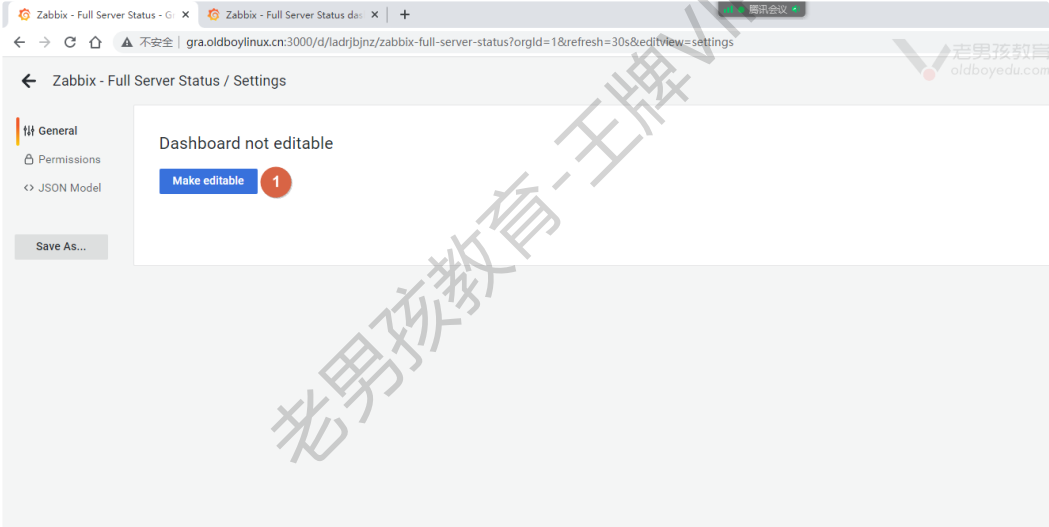 Zabbix - Full Server Status - G
Zabbix - Full Server Status das
腾讯会议
不安全
gra.oldboylinux.cn:3000/d/ladrjbjnz/zabbix-full-server-status?orgId=1&refresh=30s&editview=settings
老男孩教育
oldboyedu.com
Zabbix - Full Server Status / Settings
General
Permissions
JSON Model
Save As...
Dashboard not editable
Make editable
1
老男孩教育-王牌VI